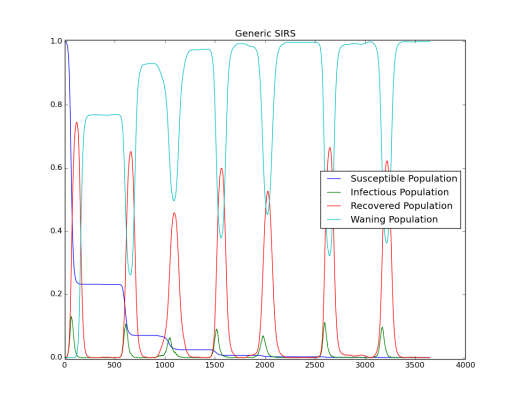 Generic SIRS
1.0
0.8
0.6
0.4
0.2
0.0
Susceptible Population
Infectious Population
Recovered Population
Waning Population
0 500 1000 1500 2000 2500 3000 3500 4000